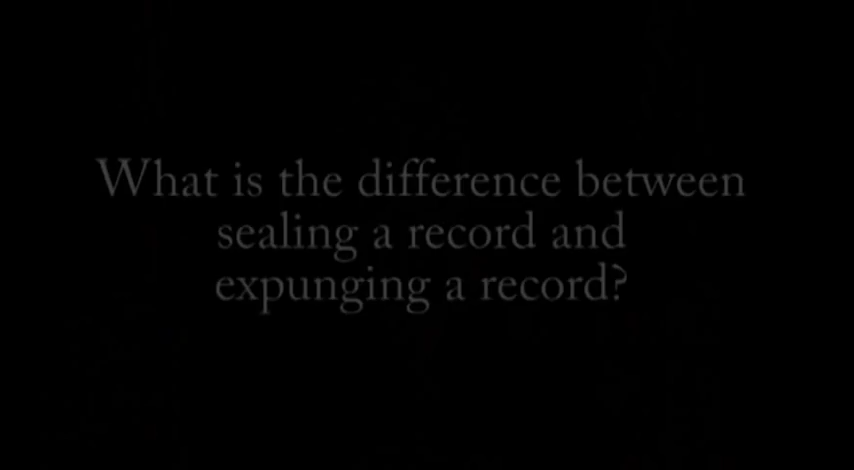 What is the difference between
sealing a record and
expunging a record?